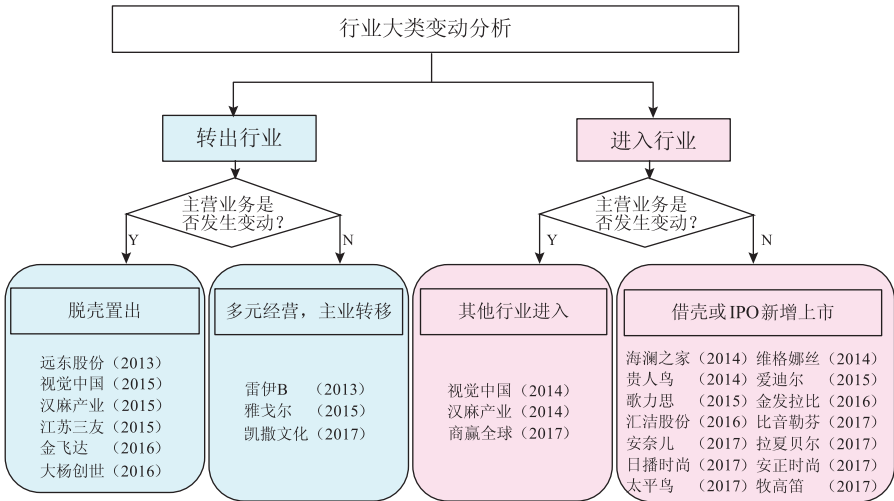 行业大类变动分析
转出行业
进入行业
主营业务是
否发生变动？
主营业务是
否发生变动？
Y
N
Y
N
脱壳置出
远东股份（2013）
视觉中国（2015）
汉麻产业（2015）
江苏三友（2015）
金飞达（2016）
大杨创世（2016）
多元经营，主业转移
雷伊B（2013）
雅戈尔（2015）
凯撒文化（2017）
其他行业进入
视觉中国（2014）
汉麻产业（2014）
商赢全球（2017）
借壳或IPO新增上市
海澜之家（2014）维格娜丝（2014）
贵人鸟（2014）爱迪尔（2015）
歌力思（2015）金发拉比（2016）
汇洁股份（2016）比音勒芬（2017）
安奈儿（2017）拉夏贝尔（2017）
日播时尚（2017）安正时尚（2017）
太平鸟（2017）牧高笛（2017）